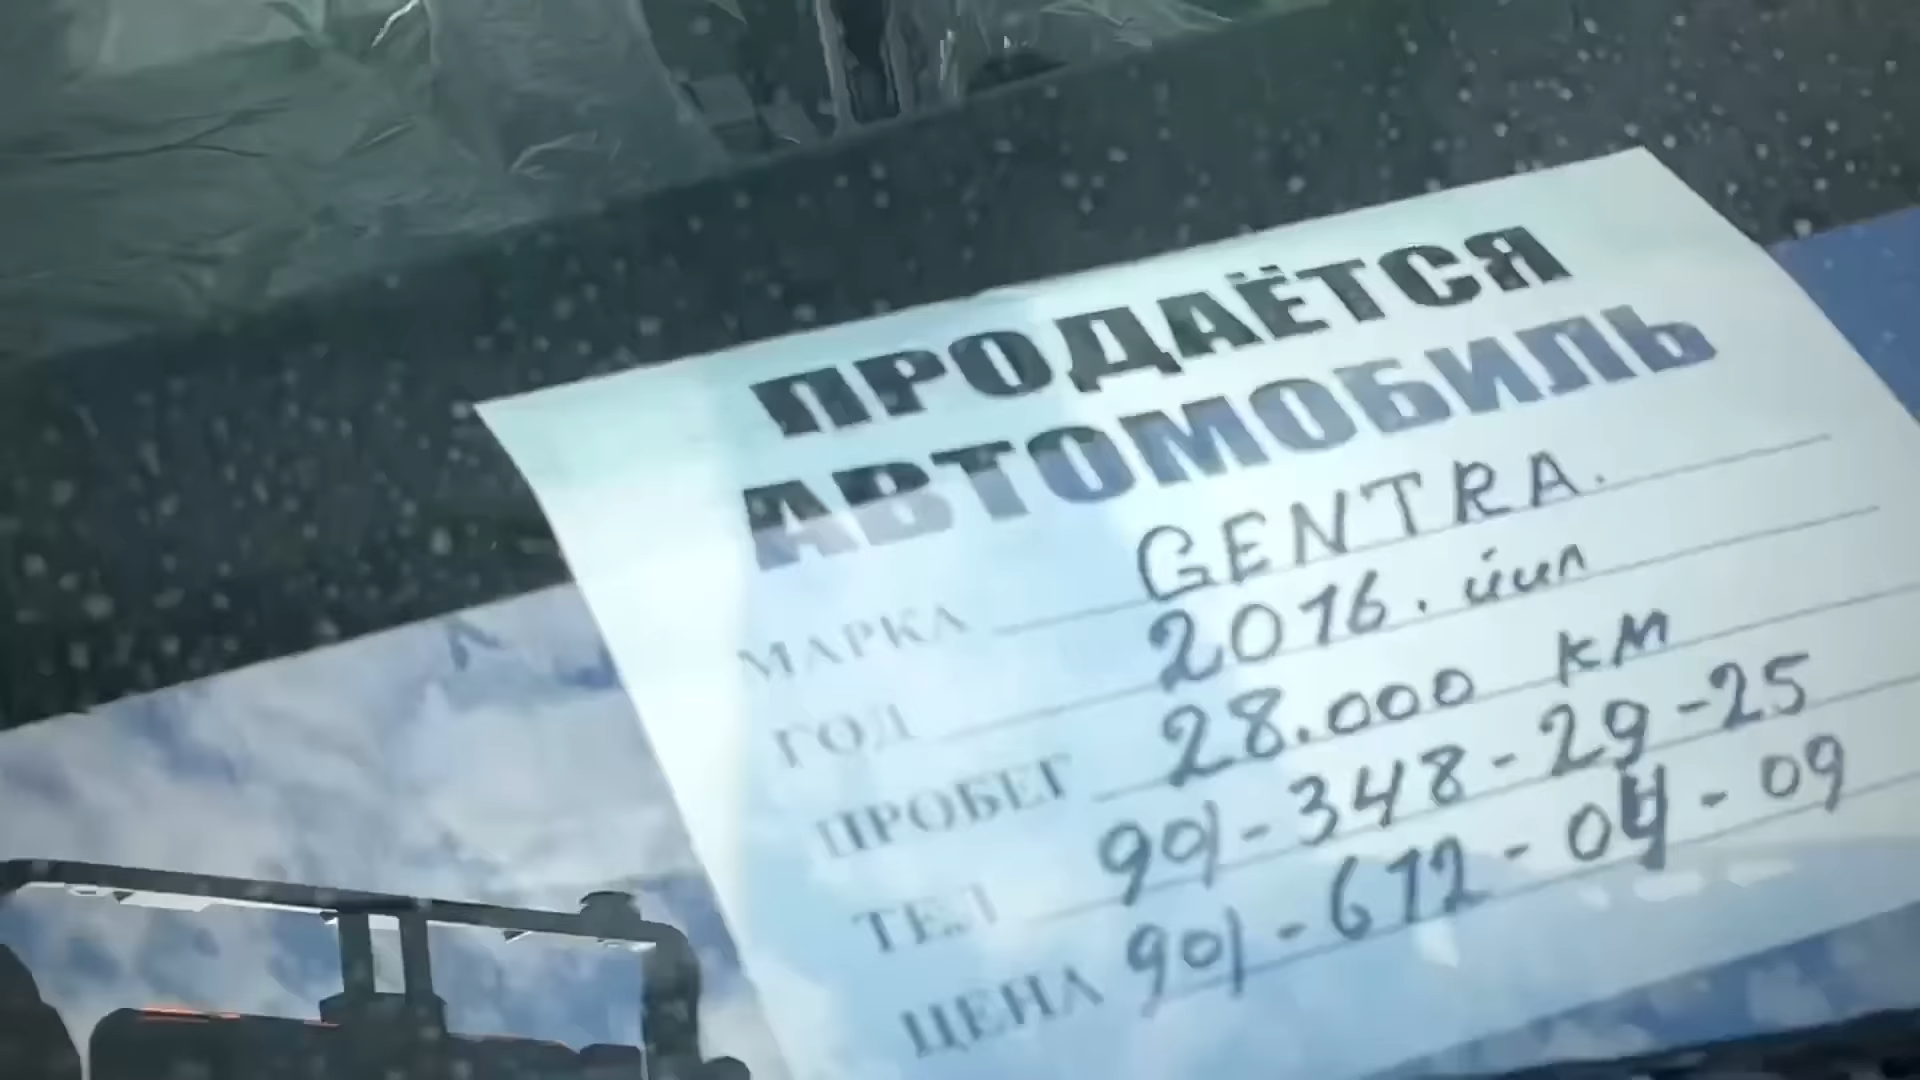 ПРОДАЁТСЯ
АВТОМОБИЛЬ
МАРКА GENTRA.
ГОД 2016. йил
ПРОБЕГ 28.000 КМ
ТЕЛ 90)-348-29-25
ЦЕНА 90)-672-04-09